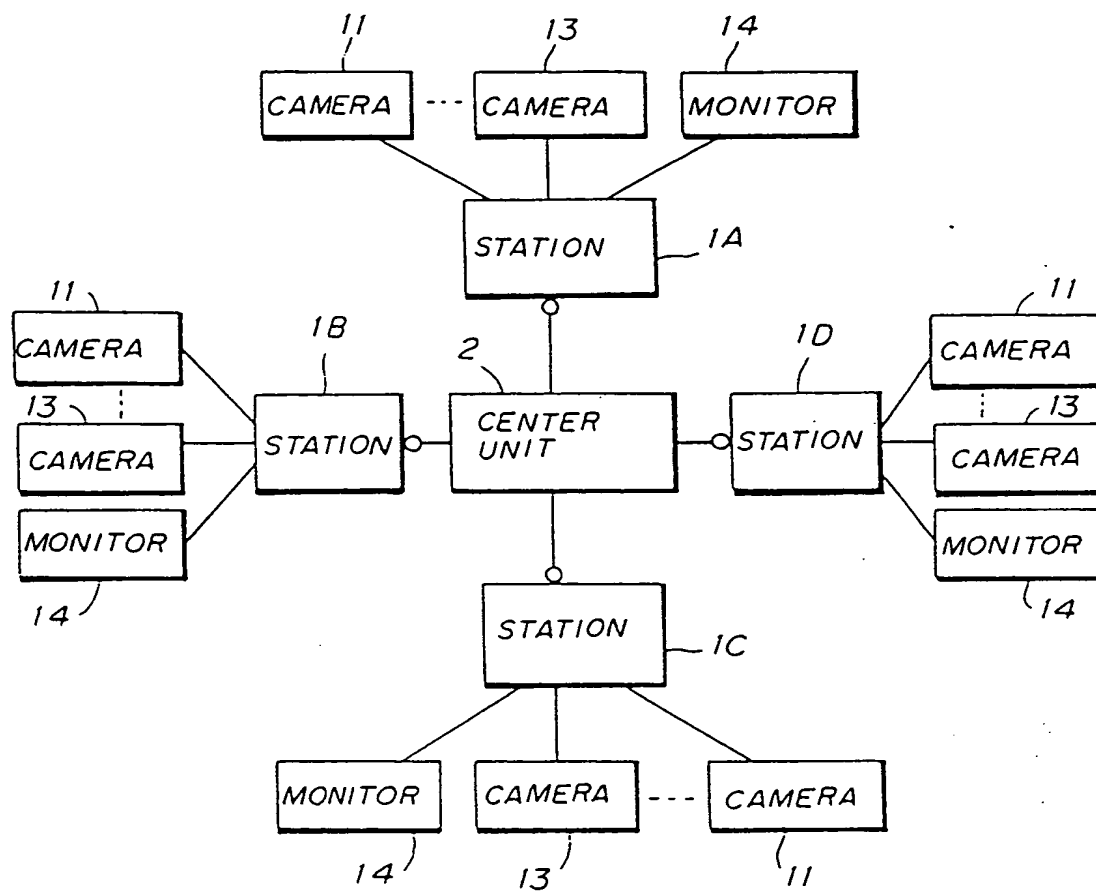 11 13 14
CAMERA CAMERA MONITOR
STATION 1A
11 1B 2 1D 11
CAMERA CAMERA
13 STATION CENTER UNIT STATION 13
CAMERA CAMERA
MONITOR MONITOR
14 14
STATION 1C
MONITOR CAMERA CAMERA
14 13 11